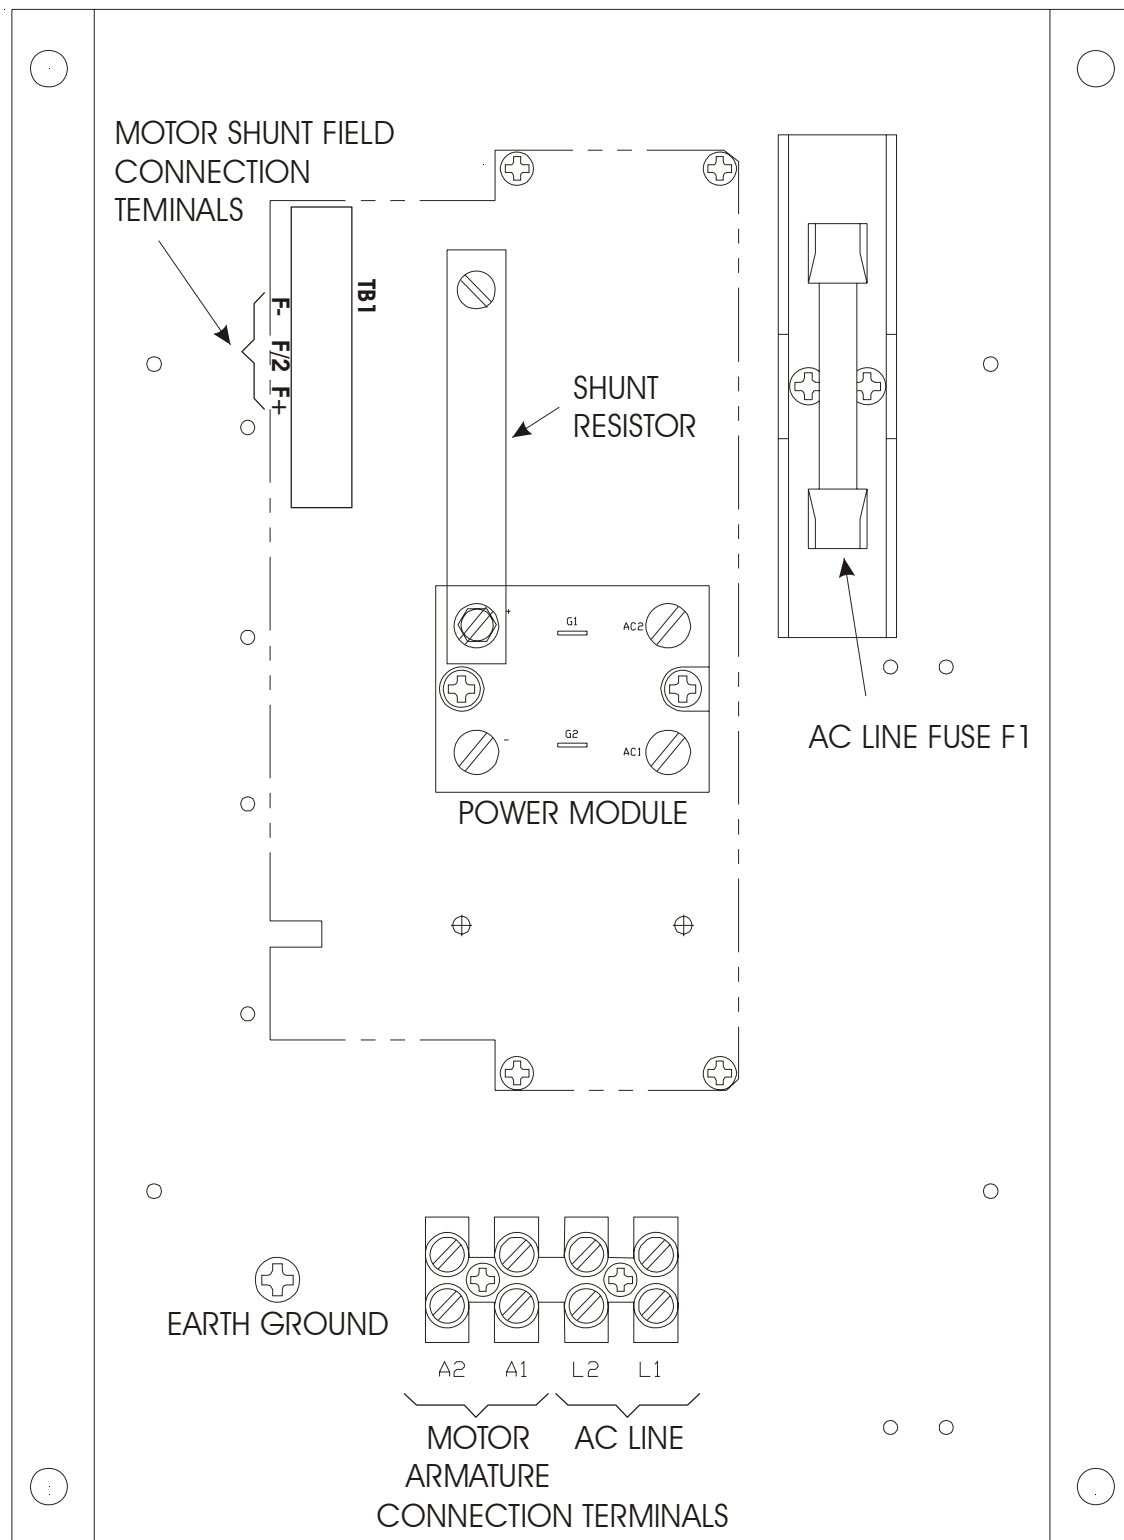 MOTOR SHUNT FIELD
CONNECTION
TEMINALS
TB1
F-
F/2
F+
SHUNT
RESISTOR
+
G1
AC2
-
G2
AC1
POWER MODULE
AC LINE FUSE F1
EARTH GROUND
A2 A1 L2 L1
MOTOR AC LINE
ARMATURE
CONNECTION TERMINALS